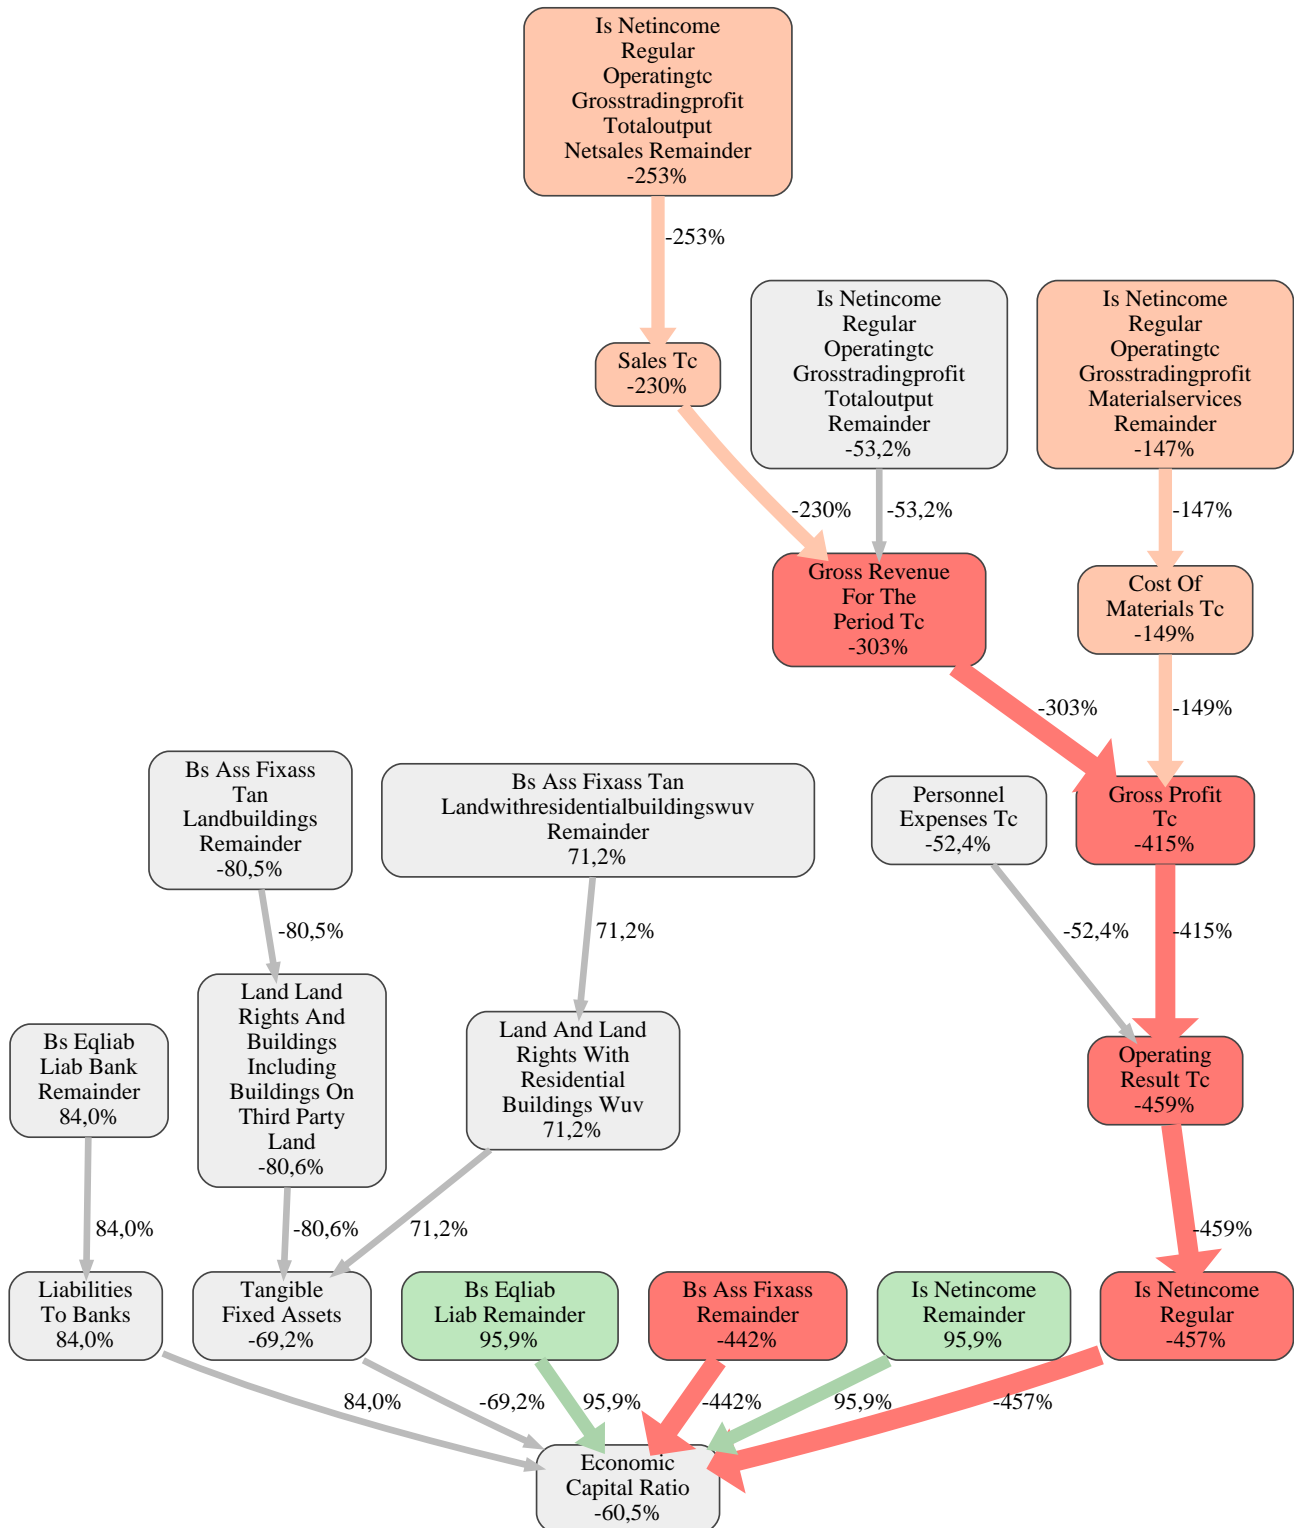 Is Netincome
Regular
Operatingtc
Grosstradingprofit
Totaloutput
Netsales Remainder
-253%
-253%
Is Netincome
Regular
Operatingtc
Grosstradingprofit
Totaloutput
Remainder
-53,2%
Is Netincome
Regular
Operatingtc
Grosstradingprofit
Materialservices
Remainder
-147%
Sales Tc
-230%
-230%
-53,2%
-147%
Gross Revenue
For The
Period Tc
-303%
Cost Of
Materials Tc
-149%
-303%
-149%
Bs Ass Fixass
Tan
Landbuildings
Remainder
-80,5%
Bs Ass Fixass Tan
Landwithresidentialbuildingswuv
Remainder
71,2%
Personnel
Expenses Tc
-52,4%
Gross Profit
Tc
-415%
-80,5%
71,2%
-52,4%
-415%
Bs Eqliab
Liab Bank
Remainder
84,0%
Land Land
Rights And
Buildings
Including
Buildings On
Third Party
Land
-80,6%
Land And Land
Rights With
Residential
Buildings Wuv
71,2%
Operating
Result Tc
-459%
84,0%
-80,6%
71,2%
-459%
Liabilities
To Banks
84,0%
Tangible
Fixed Assets
-69,2%
Bs Eqliab
Liab Remainder
95,9%
Bs Ass Fixass
Remainder
-442%
Is Netincome
Remainder
95,9%
Is Netincome
Regular
-457%
84,0%
-69,2%
95,9%
-442%
95,9%
-457%
Economic
Capital Ratio
-60,5%